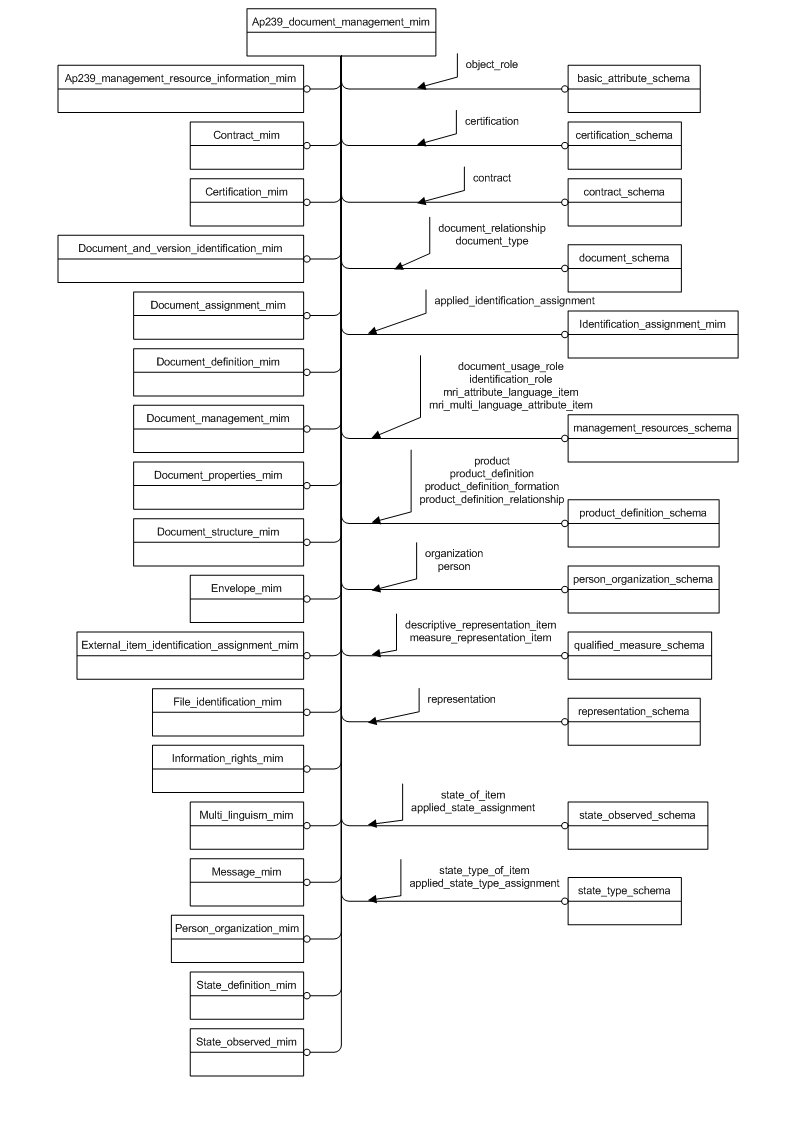 Ap239_document_management_mim
Ap239_management_resource_information_mim
object_role
basic_attribute_schema
Contract_mim
certification
certification_schema
Certification_mim
contract
contract_schema
Document_and_version_identification_mim
document_relationship
document_type
document_schema
Document_assignment_mim
applied_identification_assignment
Identification_assignment_mim
Document_definition_mim
document_usage_role
identification_role
mri_attribute_language_item
mri_multi_language_attribute_item
Document_management_mim
management_resources_schema
Document_properties_mim
product
product_definition
product_definition_formation
product_definition_relationship
product_definition_schema
Document_structure_mim
organization
person
person_organization_schema
Envelope_mim
External_item_identification_assignment_mim
descriptive_representation_item
measure_representation_item
qualified_measure_schema
File_identification_mim
representation
representation_schema
Information_rights_mim
Multi_linguism_mim
state_of_item
applied_state_assignment
state_observed_schema
Message_mim
state_type_of_item
applied_state_type_assignment
state_type_schema
Person_organization_mim
State_definition_mim
State_observed_mim